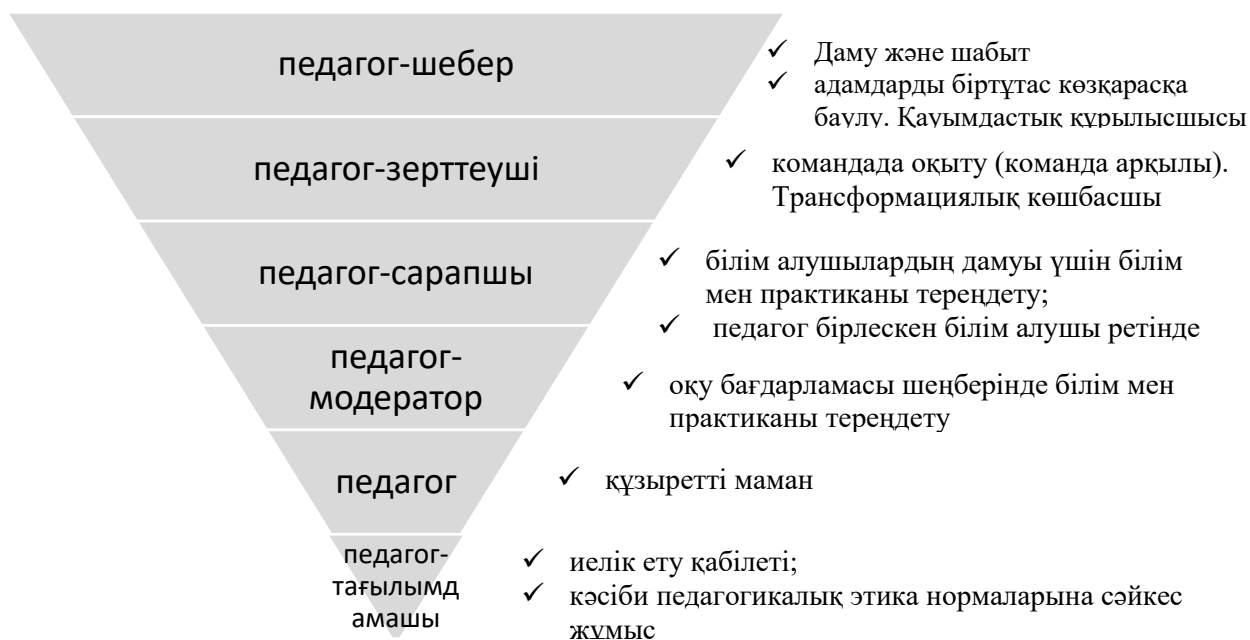 педагог-шебер
✓ Даму және шабыт
✓ адамдарды біртұтас көзқарасқа
баулу. Қауымдастық құрылысшысы
педагог-зерттеуші
✓ командада оқыту (команда арқылы).
Трансформациялық көшбасшы
педагог-сарапшы
✓ білім алушылардың дамуы үшін білім
мен практиканы тереңдету;
✓ педагог бірлескен білім алушы ретінде
педагог-
модератор
✓ оқу бағдарламасы шеңберінде білім мен
практиканы тереңдету
педагог
✓ құзыретті маман
педагог-
тағылымд
амашы
✓ иелік ету қабілеті;
✓ кәсіби педагогикалық этика нормаларына сәйкес
жұмыс